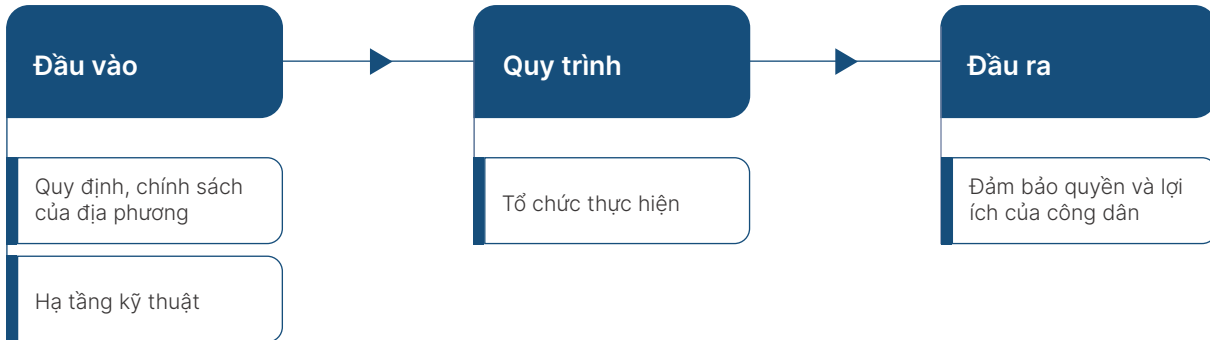 Đầu vào
Quy trình
Đầu ra
Quy định, chính sách
của địa phương
Tổ chức thực hiện
Đảm bảo quyền và lợi
ích của công dân
Hạ tầng kỹ thuật